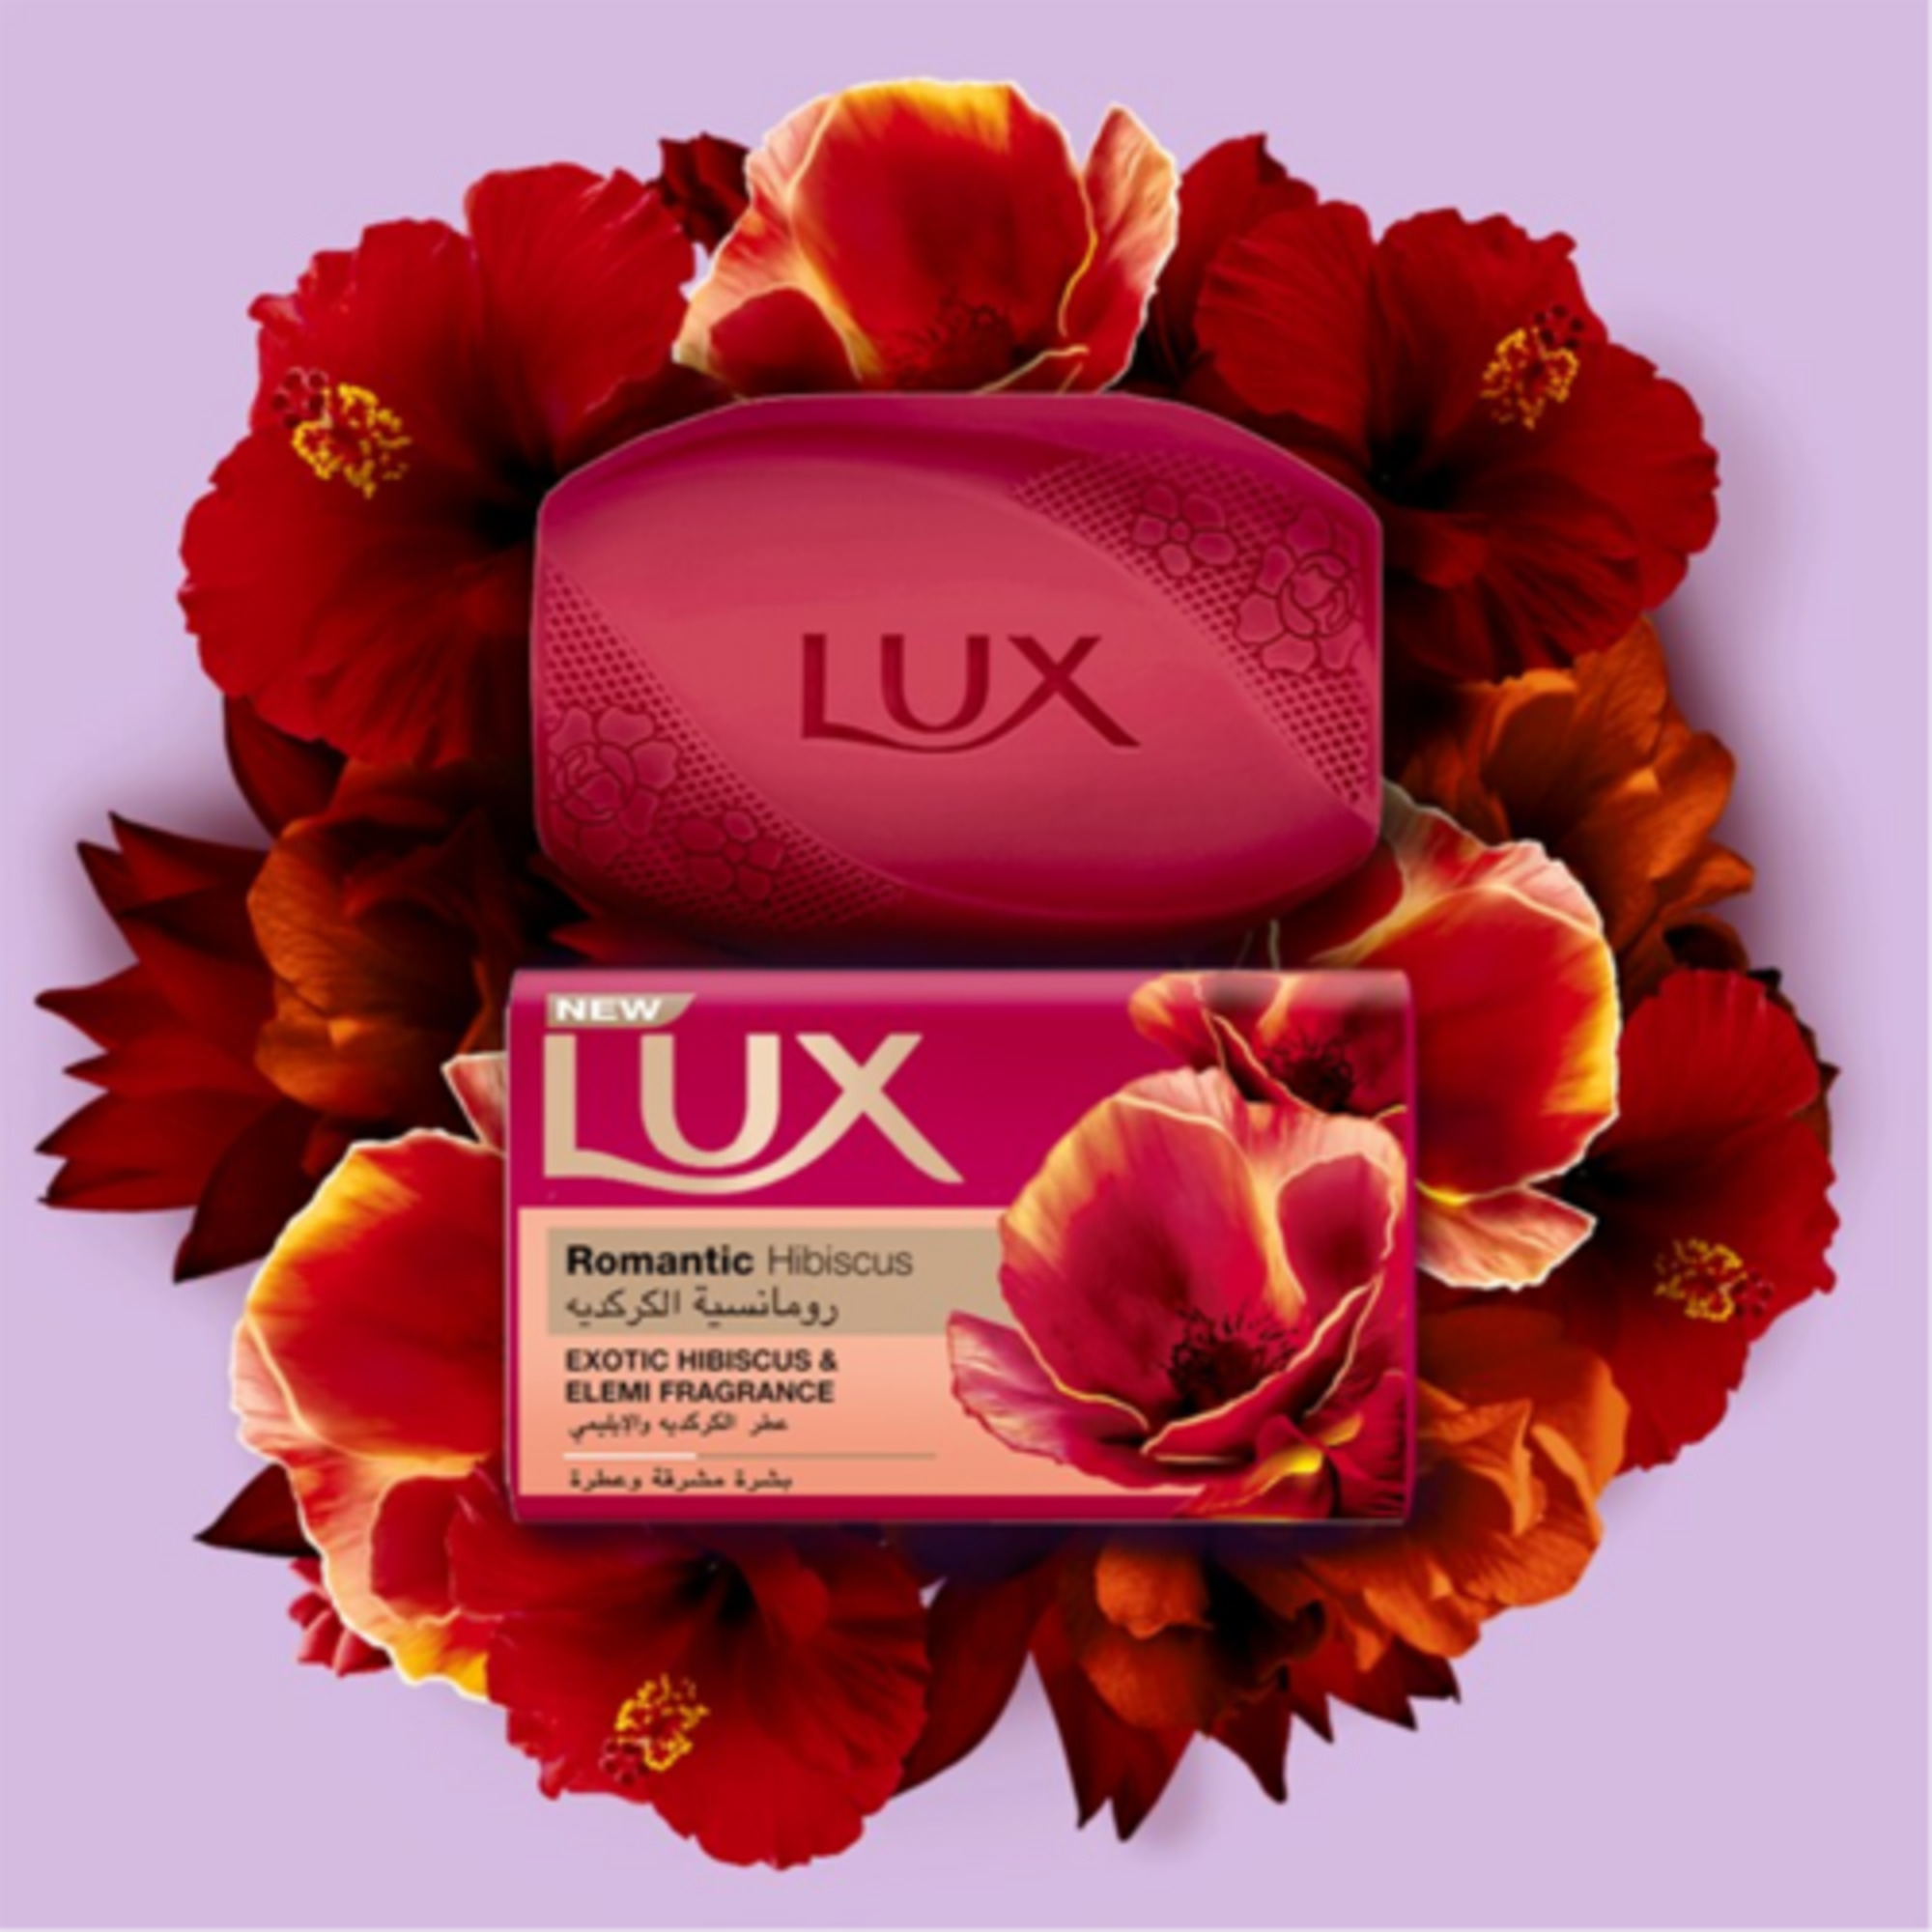 LUX
NEW
LUX
Romantic Hibiscus
رومانسية الكركديه
EXOTIC HIBISCUS &
ELEMI FRAGRANCE
عطر الكركديه والإيليمي
بشرة مشرقة وعطرة